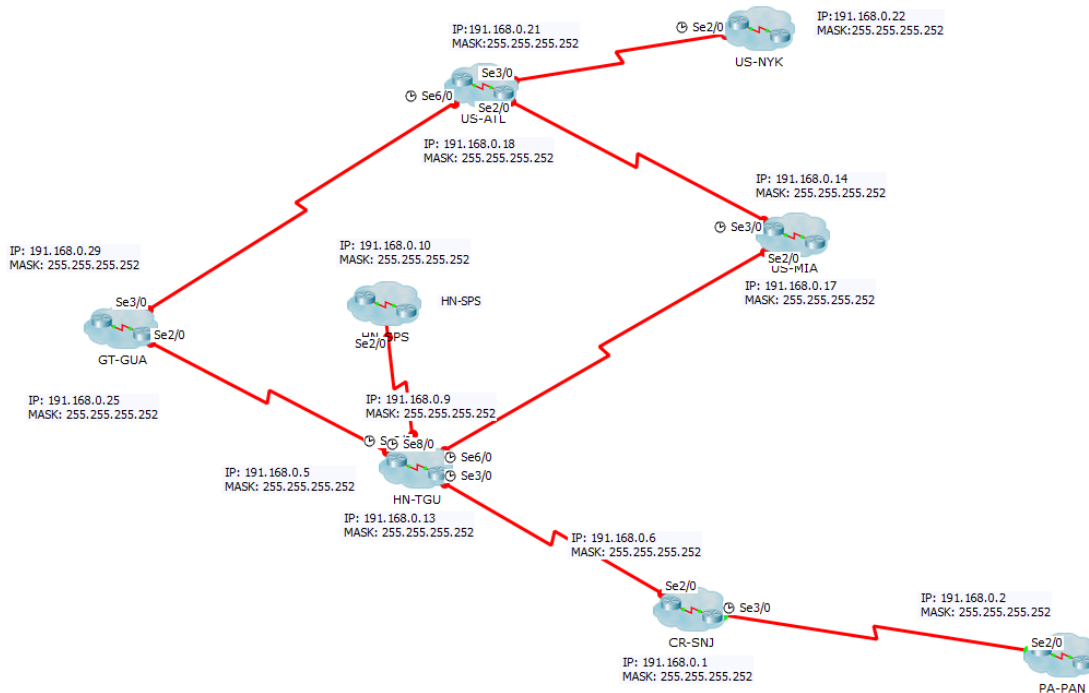 IP:191.168.0.21
MASK:255.255.255.252
Se2/0
IP:191.168.0.22
MASK:255.255.255.252
US-NYK
Se3/0
Se6/0
Se2/0
US-ATL
IP: 191.168.0.18
MASK: 255.255.255.252
IP: 191.168.0.14
MASK: 255.255.255.252
Se3/0
Se2/0
US-MIA
IP: 191.168.0.17
MASK: 255.255.255.252
IP: 191.168.0.29
MASK: 255.255.255.252
IP: 191.168.0.10
MASK: 255.255.255.252
HN-SPS
HN-SPS
Se2/0
Se3/0
Se2/0
GT-GUA
IP: 191.168.0.25
MASK: 255.255.255.252
IP: 191.168.0.9
MASK: 255.255.255.252
Se8/0
Se6/0
Se3/0
HN-TGU
IP: 191.168.0.5
MASK: 255.255.255.252
IP: 191.168.0.13
MASK: 255.255.255.252
IP: 191.168.0.6
MASK: 255.255.255.252
Se2/0
Se3/0
CR-SNJ
IP: 191.168.0.1
MASK: 255.255.255.252
IP: 191.168.0.2
MASK: 255.255.255.252
Se2/0
PA-PAN